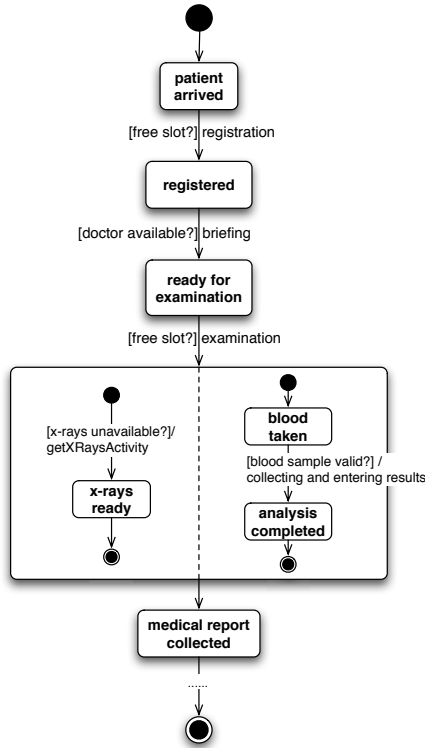 patient
arrived
[free slot?] registration
registered
[doctor available?] briefing
ready for
examination
[free slot?] examination
[x-rays unavailable?]/
getXRaysActivity
x-rays
ready
blood
taken
[blood sample valid?] /
collecting and entering results
analysis
completed
medical report
collected
......